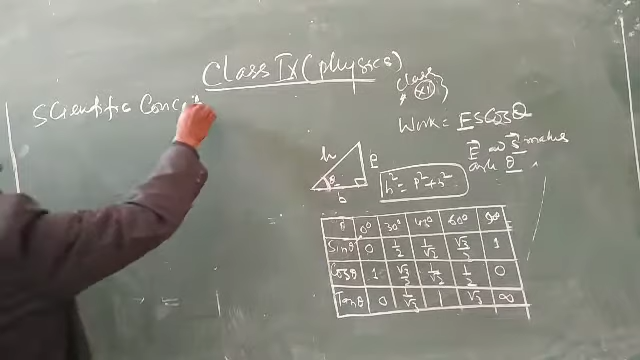 Class IX (physics)
Class
XI
Scientific Conce
Work = FScosθ
F and S makes
angle θ
h
P
θ
b
h² = P² + b²
θ 0° 30° 45° 60° 90°
Sinθ 0 1/2 1/√2 √3/2 1
Cosθ 1 √3/2 1/√2 1/2 0
Tanθ 0 1/√3 1 √3 ∞